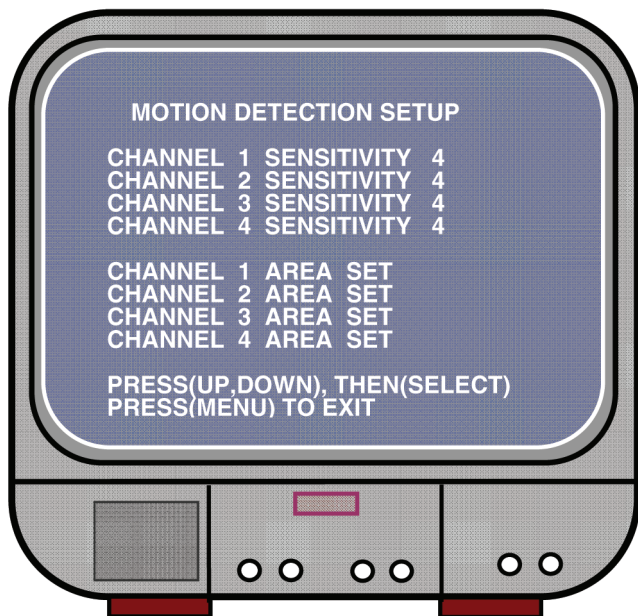 MOTION DETECTION SETUP
CHANNEL 1 SENSITIVITY 4
CHANNEL 2 SENSITIVITY 4
CHANNEL 3 SENSITIVITY 4
CHANNEL 4 SENSITIVITY 4
CHANNEL 1 AREA SET
CHANNEL 2 AREA SET
CHANNEL 3 AREA SET
CHANNEL 4 AREA SET
PRESS(UP,DOWN), THEN(SELECT)
PRESS(MENU) TO EXIT